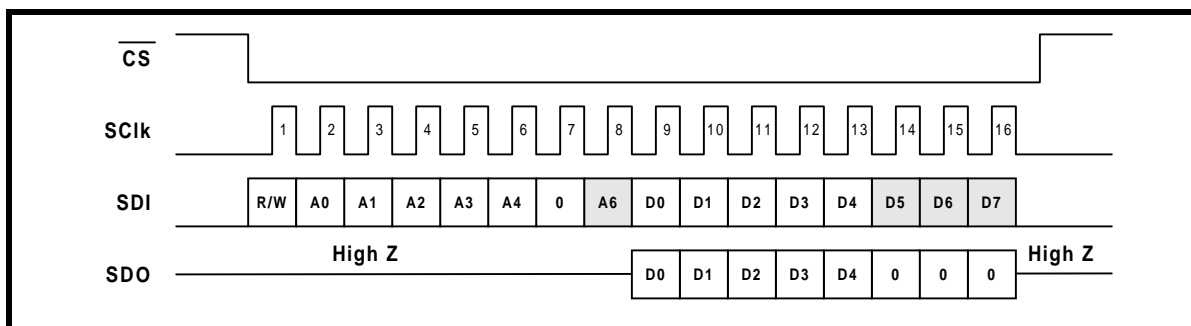 CS
SClk 1 2 3 4 5 6 7 8 9 10 11 12 13 14 15 16
SDI R/W A0 A1 A2 A3 A4 0 A6 D0 D1 D2 D3 D4 D5 D6 D7
High Z High Z
SDO D0 D1 D2 D3 D4 0 0 0